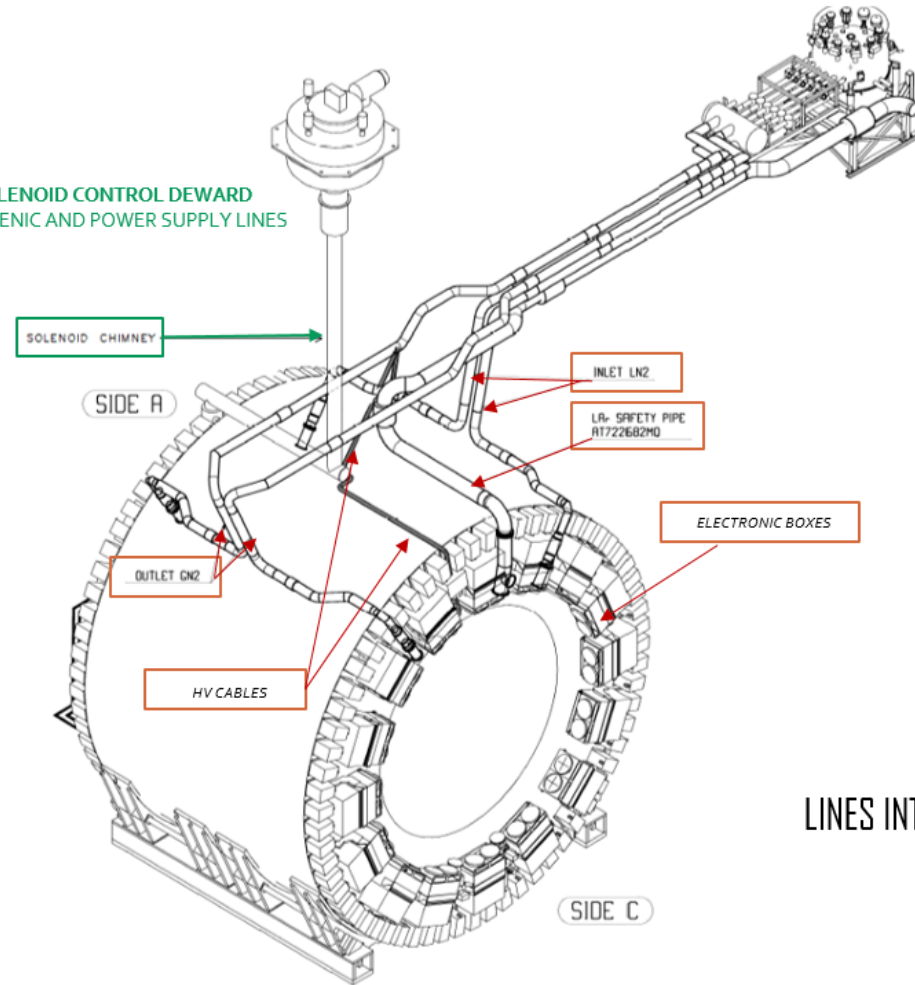 LENOID CONTROL DEWARD
ENIC AND POWER SUPPLY LINES
SOLENOID CHIMNEY
SIDE A
INLET LN2
LAr SAFETY PIPE
AT722682MQ
ELECTRONIC BOXES
OUTLET GN2
HV CABLES
LINES INT
SIDE C